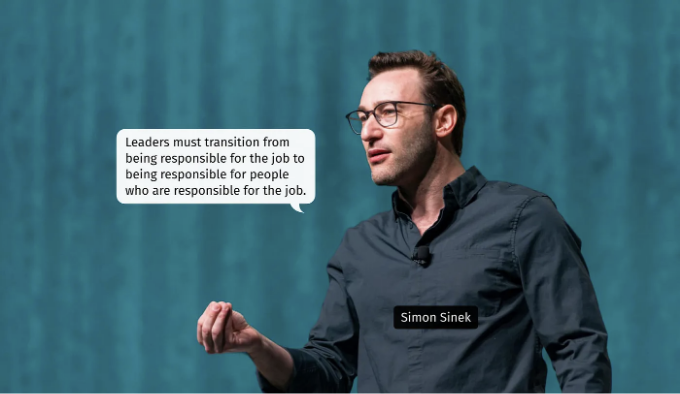 Leaders must transition from
being responsible for the job to
being responsible for people
who are responsible for the job.
Simon Sinek